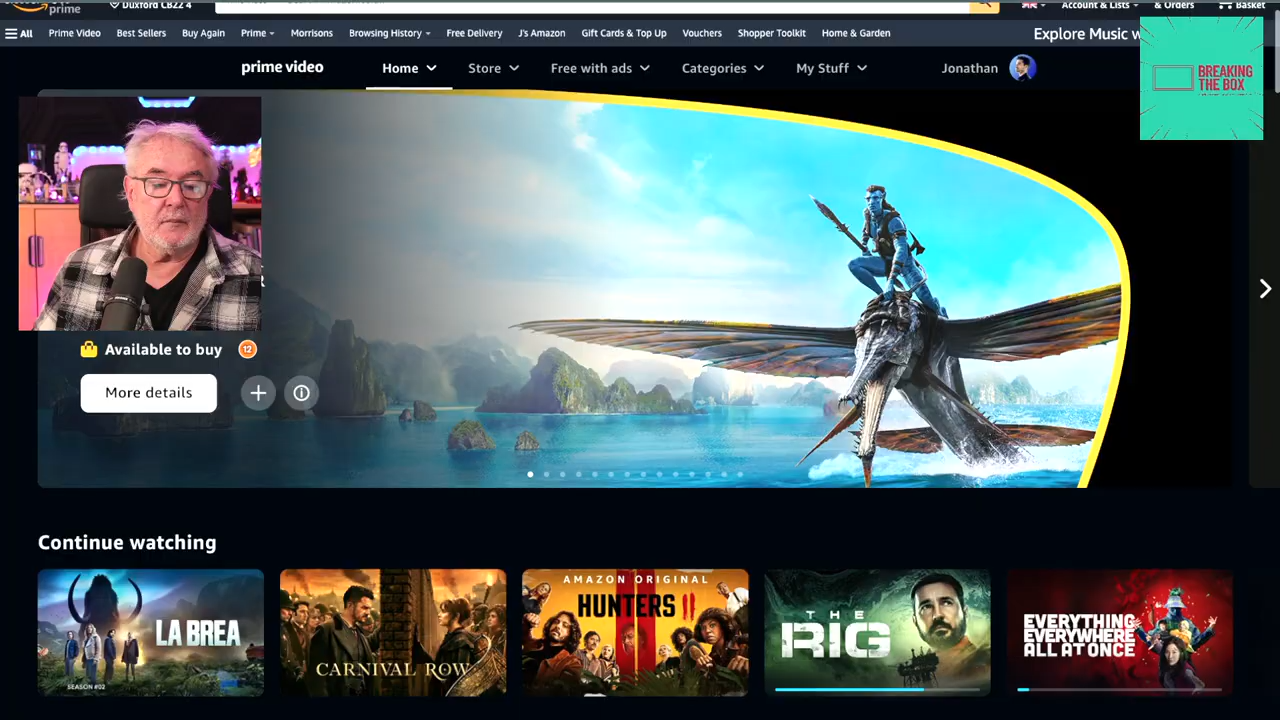 prime
Duxford CB22 4
Account & Lists
& Orders
Basket
All
Prime Video
Best Sellers
Buy Again
Prime
Morrisons
Browsing History
Free Delivery
J's Amazon
Gift Cards & Top Up
Vouchers
Shopper Toolkit
Home & Garden
Explore Music w
BREAKING
THE BOX
prime video
Home
Store
Free with ads
Categories
My Stuff
Jonathan
Available to buy
12
More details
Continue watching
LA BREA
SEASON #02
CARNIVAL ROW
AMAZON ORIGINAL
HUNTERS II
THE
RIG
EVERYTHING
EVERYWHERE
ALL AT ONCE